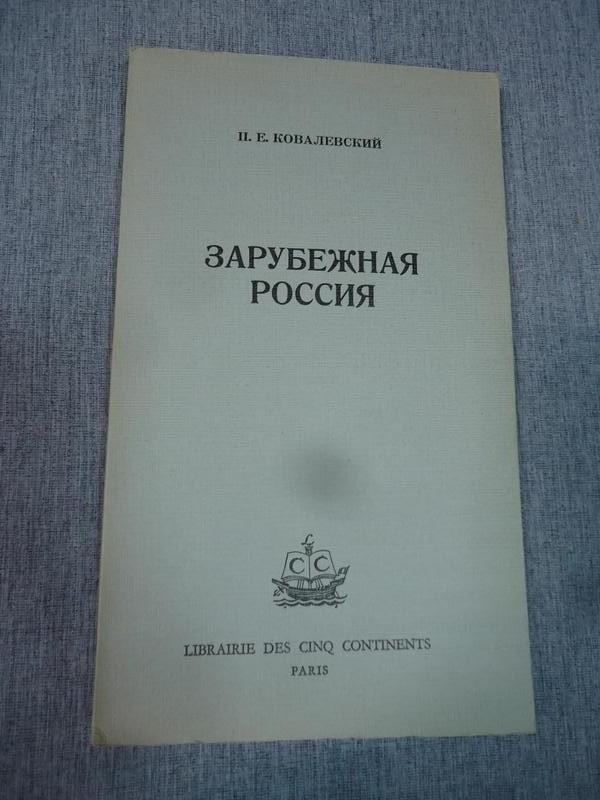 П. Е. КОВАЛЕВСКИЙ
ЗАРУБЕЖНАЯ
РОССИЯ
L
C C
LIBRAIRIE DES CINQ CONTINENTS
PARIS